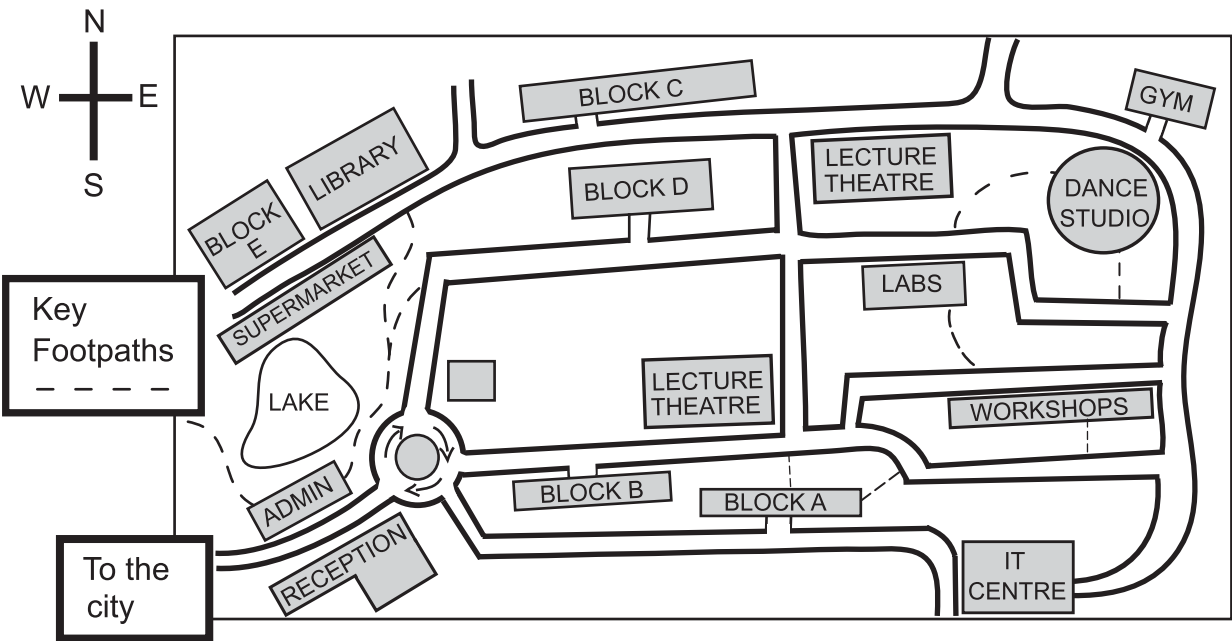 N
W
E
S
BLOCK C
GYM
LIBRARY
LECTURE
THEATRE
BLOCK D
DANCE
STUDIO
BLOCK
E
SUPERMARKET
LABS
Key
Footpaths
LAKE
LECTURE
THEATRE
WORKSHOPS
ADMIN
BLOCK B
BLOCK A
RECEPTION
IT
CENTRE
To the
city